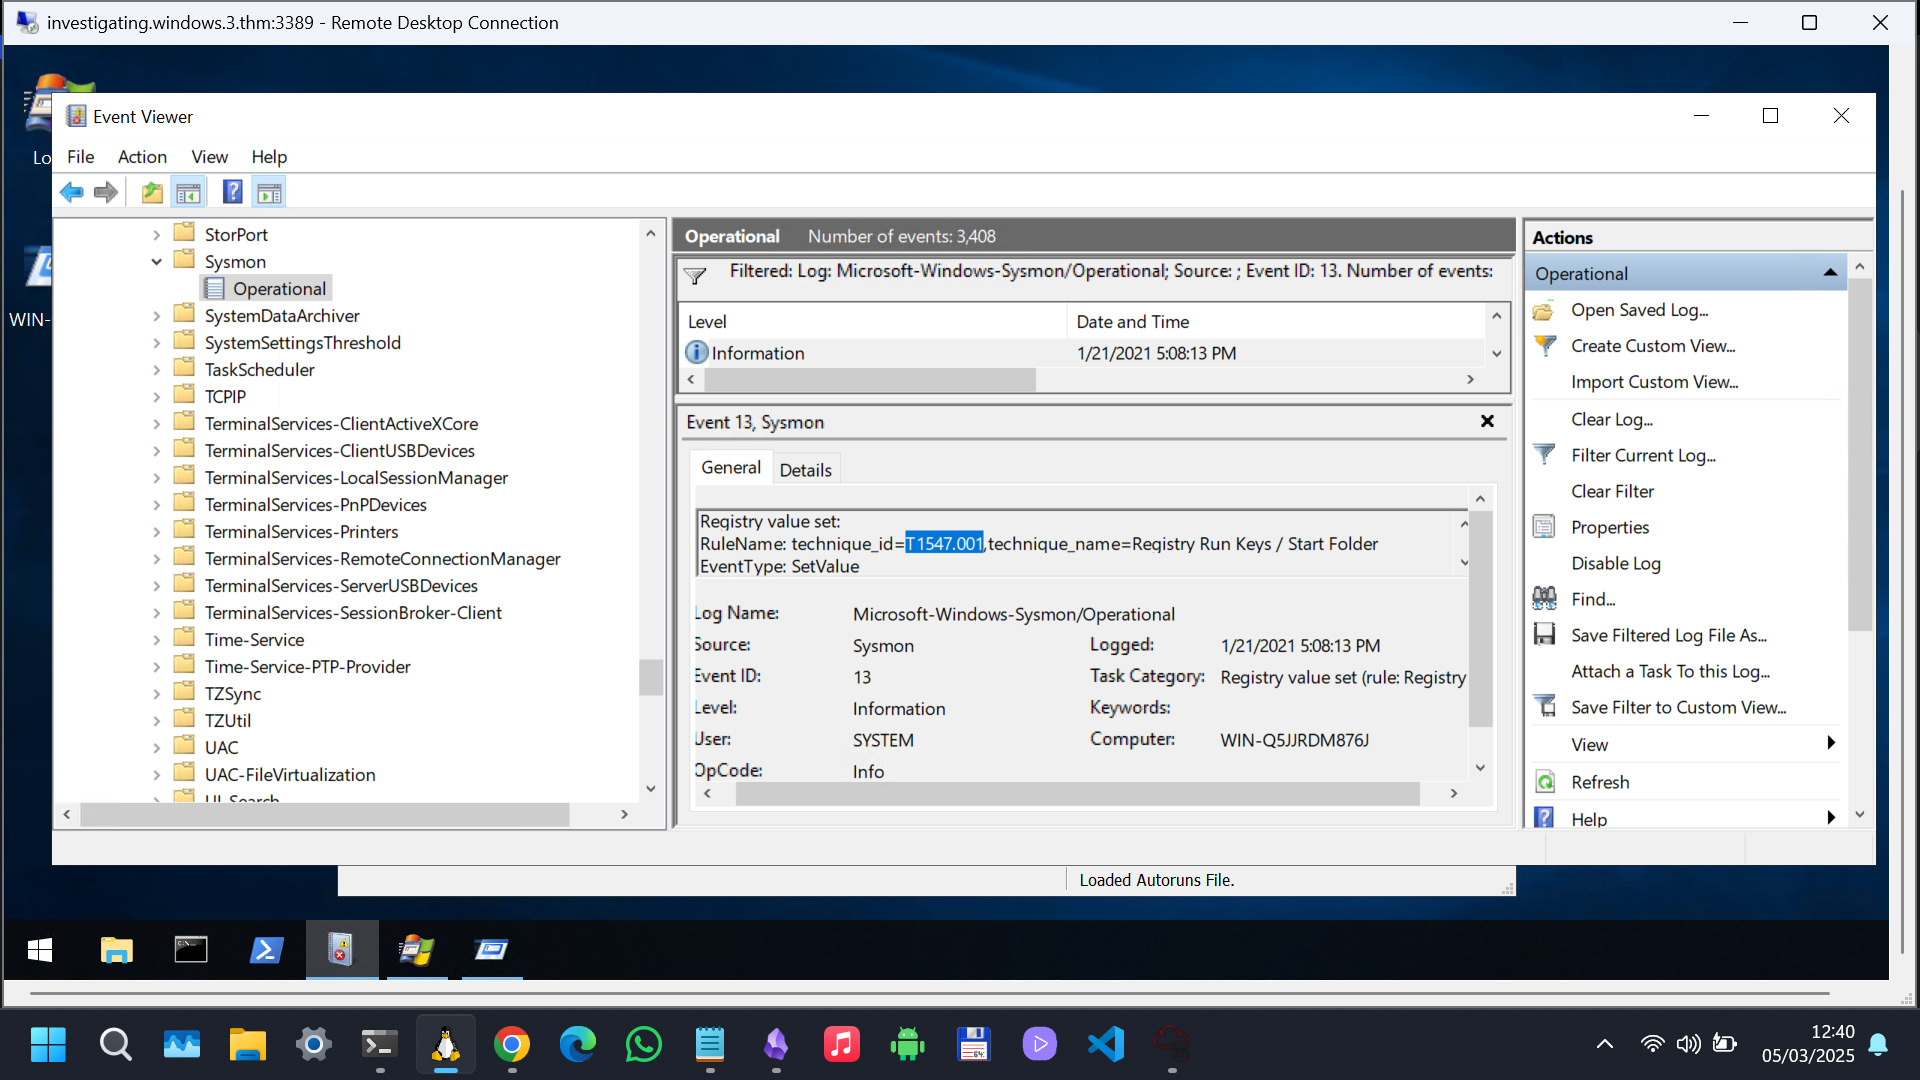 investigating.windows.3.thm:3389 - Remote Desktop Connection
Lo
WIN-
Event Viewer
File Action View Help
StorPort
Sysmon
Operational
SystemDataArchiver
SystemSettingsThreshold
TaskScheduler
TCPIP
TerminalServices-ClientActiveXCore
TerminalServices-ClientUSBDevices
TerminalServices-LocalSessionManager
TerminalServices-PnPDevices
TerminalServices-Printers
TerminalServices-RemoteConnectionManager
TerminalServices-ServerUSBDevices
TerminalServices-SessionBroker-Client
Time-Service
Time-Service-PTP-Provider
TZSync
TZUtil
UAC
UAC-FileVirtualization
UI-Search
Operational Number of events: 3,408
Filtered: Log: Microsoft-Windows-Sysmon/Operational; Source: ; Event ID: 13. Number of events:
Level Date and Time
Information 1/21/2021 5:08:13 PM
Event 13, Sysmon
General Details
Registry value set:
RuleName: technique_id=T1547.001,technique_name=Registry Run Keys / Start Folder
EventType: SetValue
Log Name: Microsoft-Windows-Sysmon/Operational
Source: Sysmon Logged: 1/21/2021 5:08:13 PM
Event ID: 13 Task Category: Registry value set (rule: Registry
Level: Information Keywords:
User: SYSTEM Computer: WIN-Q5JJRDM876J
OpCode: Info
Actions
Operational
Open Saved Log...
Create Custom View...
Import Custom View...
Clear Log...
Filter Current Log...
Clear Filter
Properties
Disable Log
Find...
Save Filtered Log File As...
Attach a Task To this Log...
Save Filter to Custom View...
View
Refresh
Help
Loaded Autoruns File.
12:40
05/03/2025